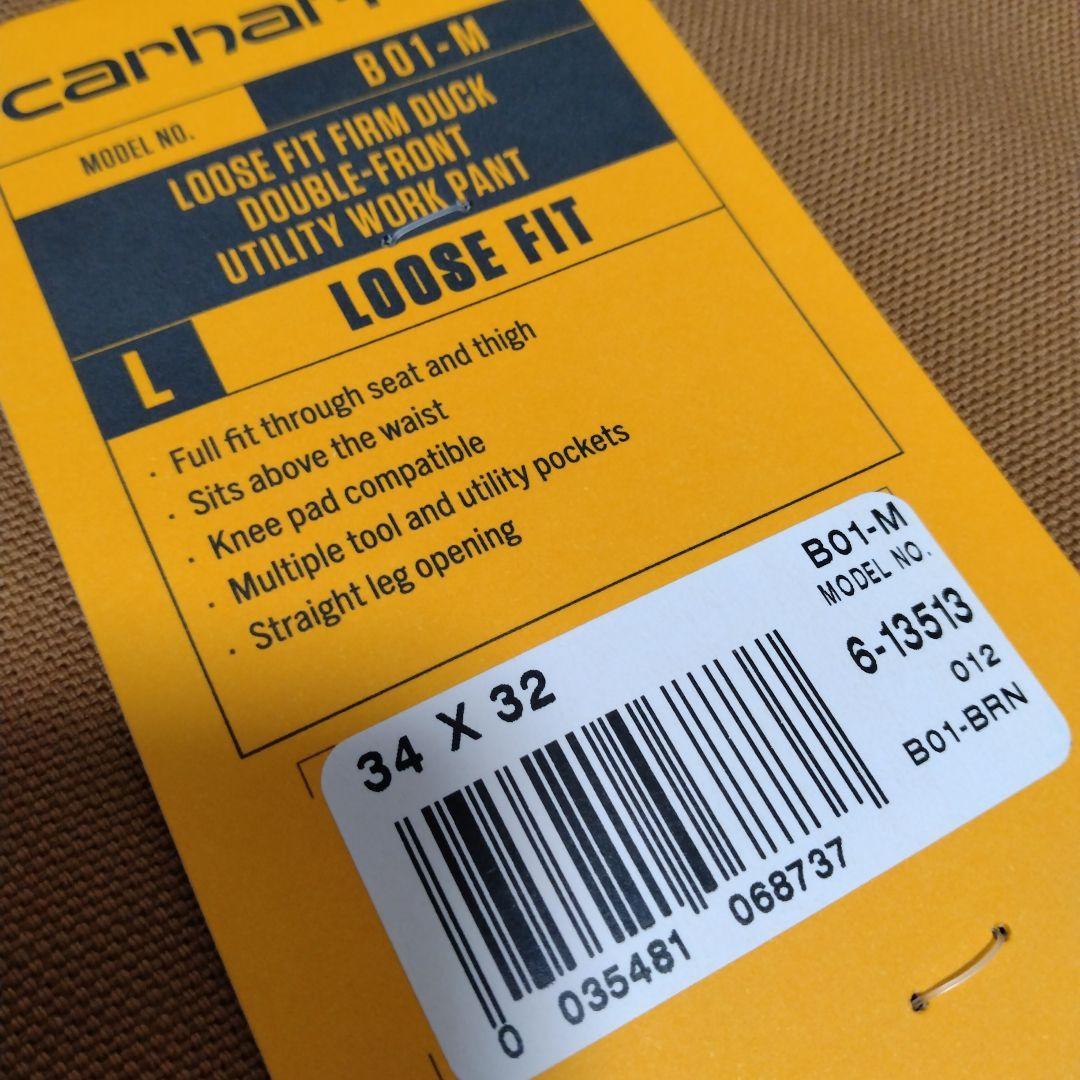 carhar
MODEL NO.
B01-M
LOOSE FIT FIRM DUCK
DOUBLE-FRONT
UTILITY WORK PANT
L
LOOSE FIT
· Full fit through seat and thigh
· Sits above the waist
· Knee pad compatible
· Multiple tool and utility pockets
· Straight leg opening
34 X 32
B01-M
MODEL NO.
6-13513
012
B01-BRN
0 035481 068737